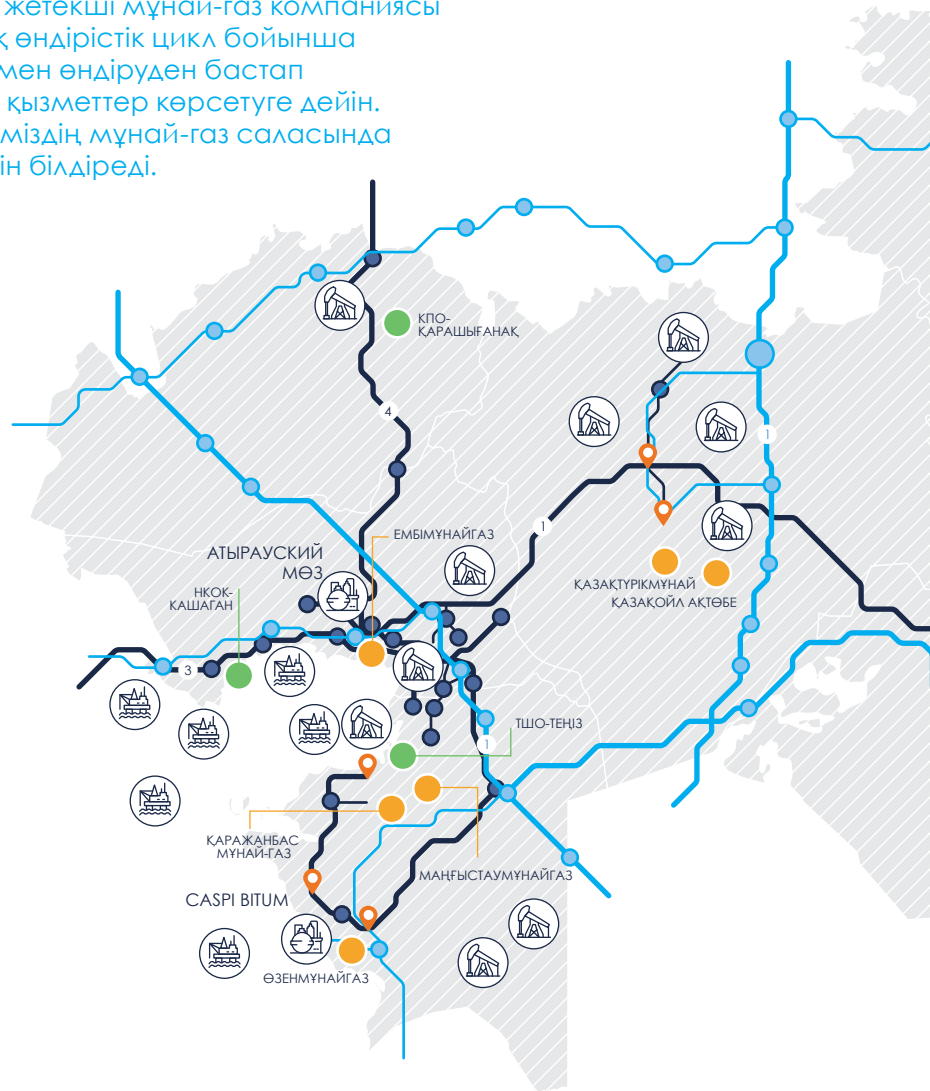 жетекші мұнай-газ компаниясы
қ өндірістік цикл бойынша
мен өндіруден бастап
қызметтер көрсетуге дейін.
міздің мұнай-газ саласында
ін білдіреді.
КПО-
ҚАРАШЫҒАНАҚ
4
1
1
ЕМБІМҰНАЙГАЗ
АТЫРАУСКИЙ
МӨЗ
НКОК-
КАШАГАН
ҚАЗАҚТҮРІКМҰНАЙ
ҚАЗАҚОЙЛ АҚТӨБЕ
3
ТШО-ТЕҢІЗ
1
ҚАРАЖАНБАС
МҰНАЙ-ГАЗ
МАҢҒЫСТАУМҰНАЙГАЗ
CASPI BITUM
ӨЗЕНМҰНАЙГАЗ